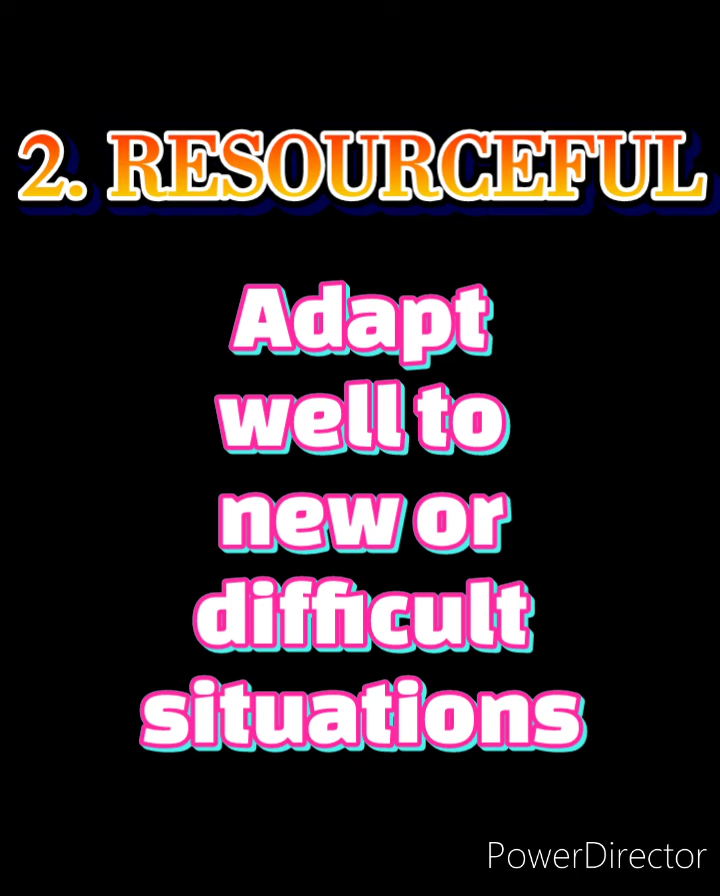 2. RESOURCEFUL
Adapt
well to
new or
difficult
situations
PowerDirector